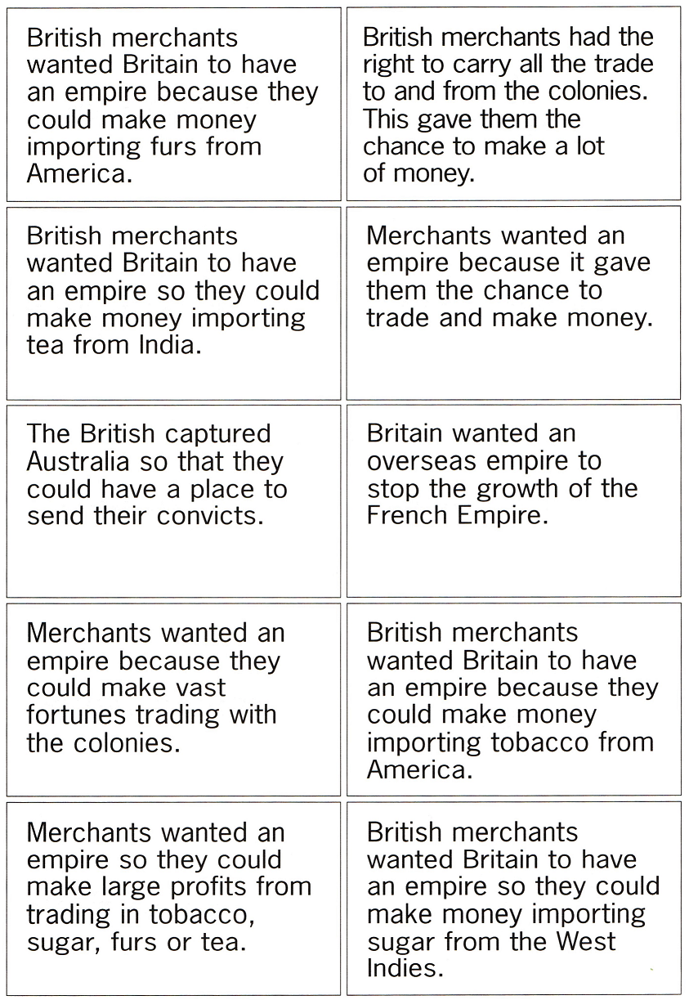 British merchants
wanted Britain to have
an empire because they
could make money
importing furs from
America.
British merchants had the
right to carry all the trade
to and from the colonies.
This gave them the
chance to make a lot
of money.
British merchants
wanted Britain to have
an empire so they could
make money importing
tea from India.
Merchants wanted an
empire because it gave
them the chance to
trade and make money.
The British captured
Australia so that they
could have a place to
send their convicts.
Britain wanted an
overseas empire to
stop the growth of the
French Empire.
Merchants wanted an
empire because they
could make vast
fortunes trading with
the colonies.
British merchants
wanted Britain to have
an empire because they
could make money
importing tobacco from
America.
Merchants wanted an
empire so they could
make large profits from
trading in tobacco,
sugar, furs or tea.
British merchants
wanted Britain to have
an empire so they could
make money importing
sugar from the West
Indies.